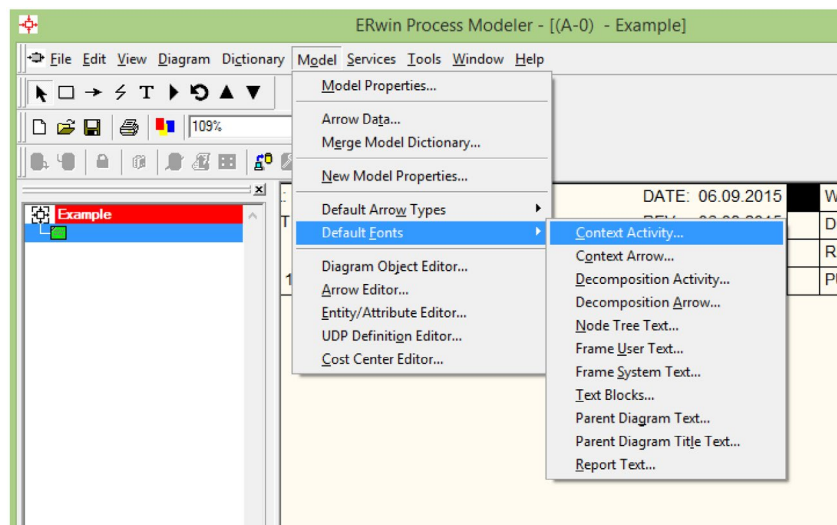 ERwin Process Modeler - [(A-0) - Example]
File Edit View Diagram Dictionary Model Services Tools Window Help
109%
Model Properties...
Arrow Data...
Merge Model Dictionary...
New Model Properties...
Default Arrow Types
Default Fonts
Diagram Object Editor...
Arrow Editor...
Entity/Attribute Editor...
UDP Definition Editor...
Cost Center Editor...
Example
DATE: 06.09.2015
Context Activity...
Context Arrow...
Decomposition Activity...
Decomposition Arrow...
Node Tree Text...
Frame User Text...
Frame System Text...
Text Blocks...
Parent Diagram Text...
Parent Diagram Title Text...
Report Text...